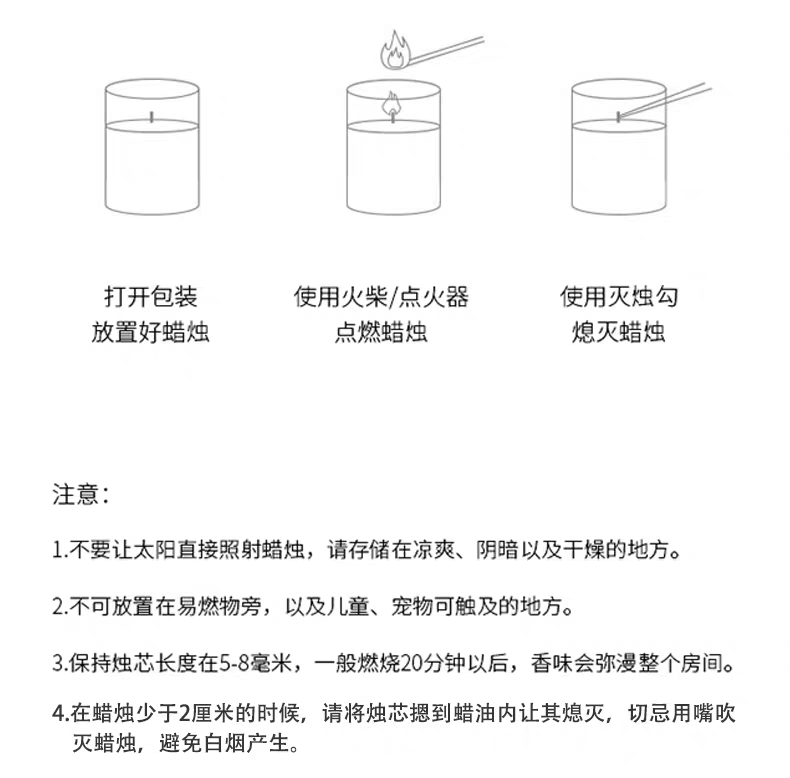 打开包装
放置好蜡烛
使用火柴/点火器
点燃蜡烛
使用灭烛勾
熄灭蜡烛
注意：
1.不要让太阳直接照射蜡烛，请存储在凉爽、阴暗以及干燥的地方。
2.不可放置在易燃物旁，以及儿童、宠物可触及的地方。
3.保持烛芯长度在5-8毫米，一般燃烧20分钟以后，香味会弥漫整个房间。
4.在蜡烛少于2厘米的时候，请将烛芯摁到蜡油内让其熄灭，切忌用嘴吹
灭蜡烛，避免白烟产生。